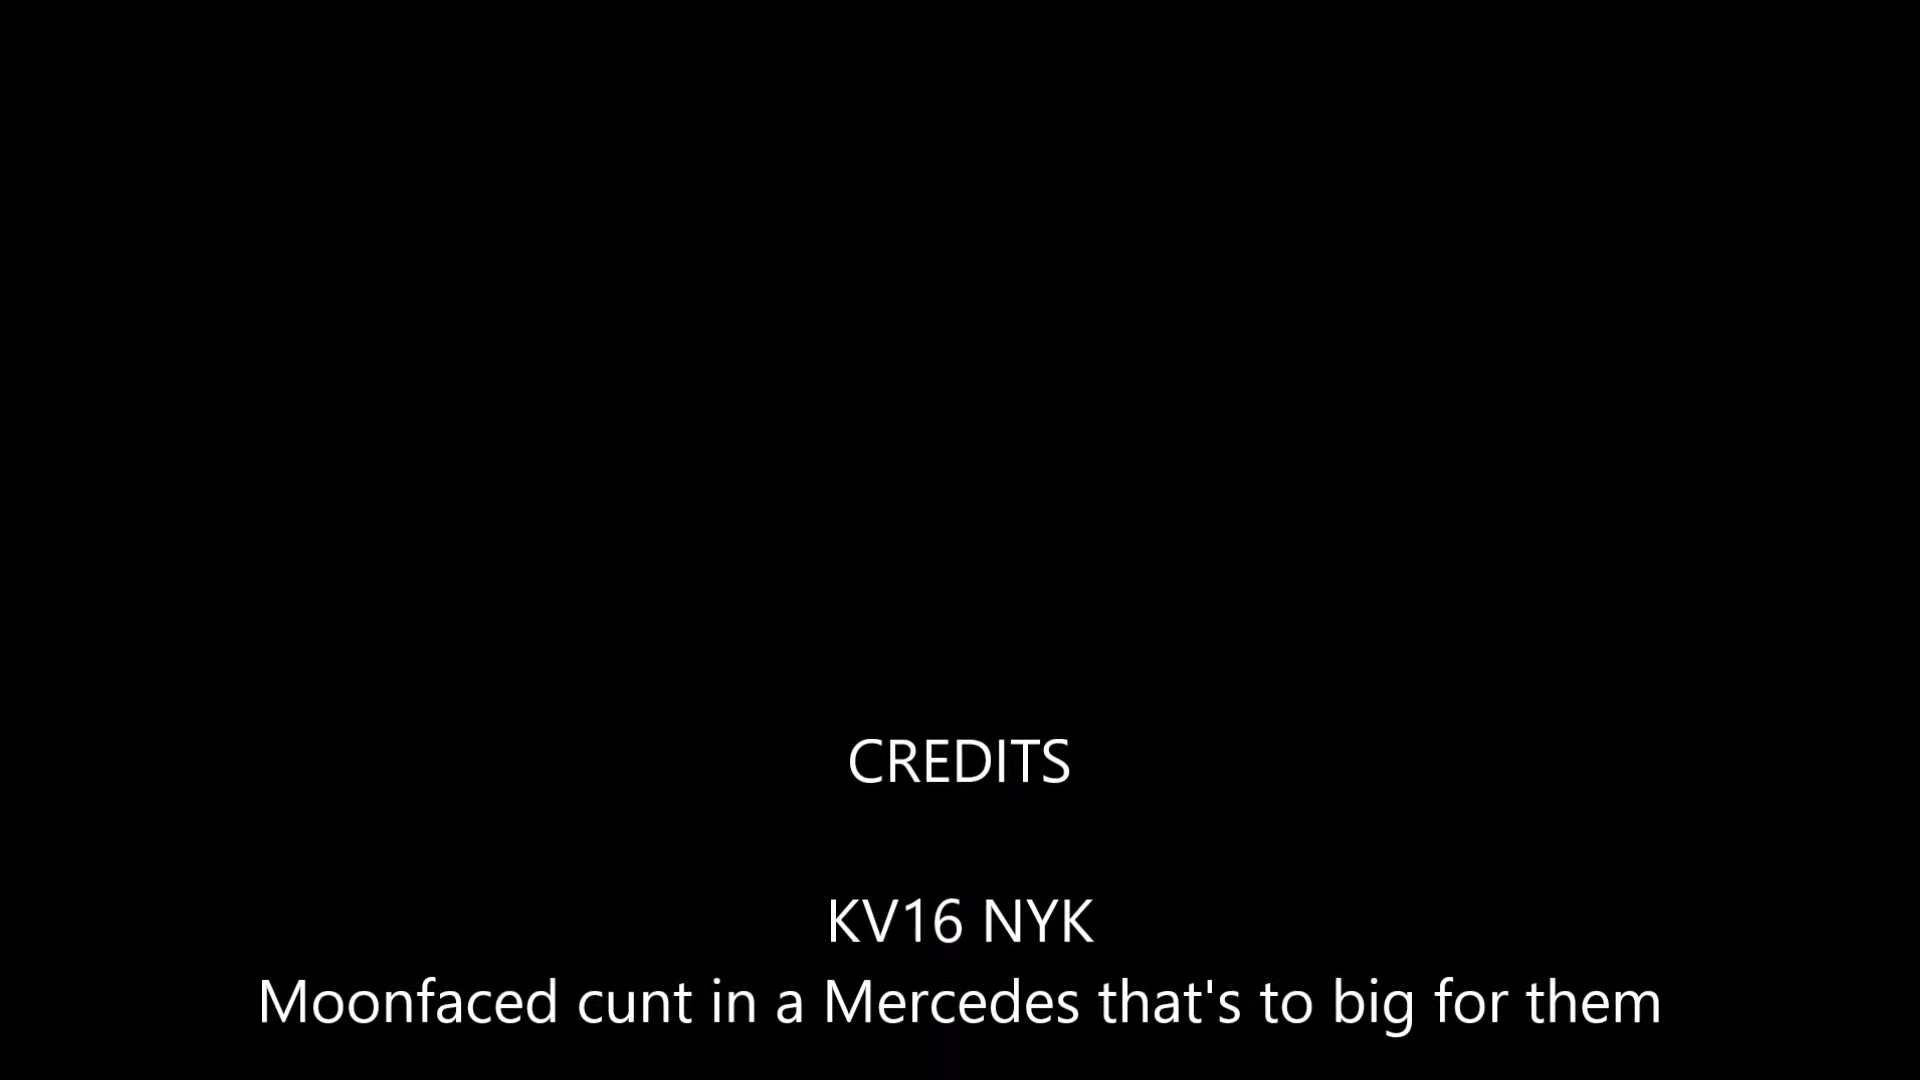 CREDITS
KV16 NYK
Moonfaced cunt in a Mercedes that's to big for them